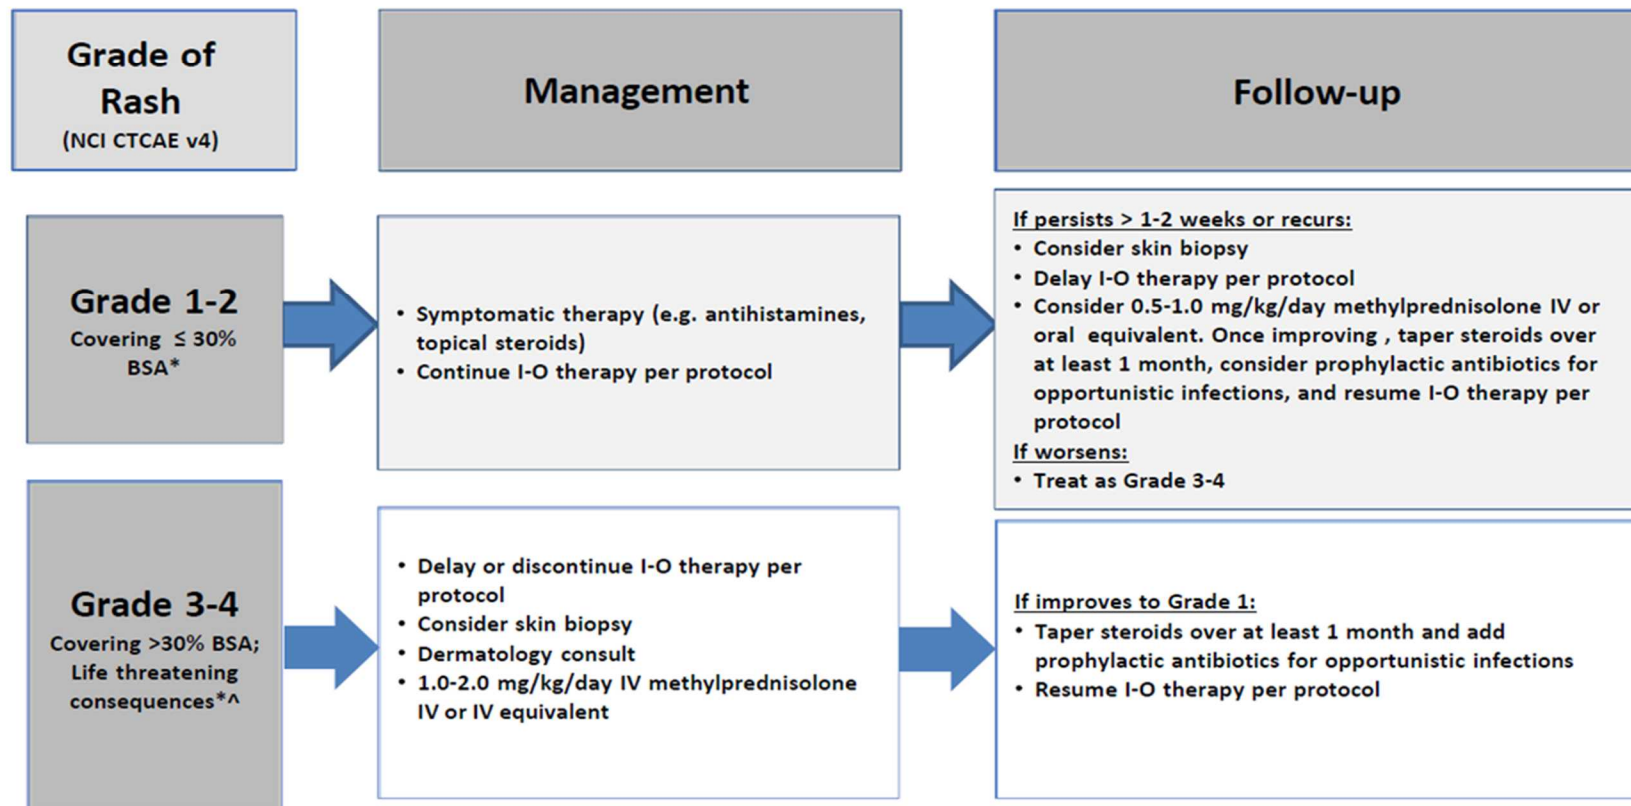 Grade of
Rash
(NCI CTCAE v4)
Management
Follow-up
Grade 1-2
Covering ≤ 30%
BSA*
• Symptomatic therapy (e.g. antihistamines,
topical steroids)
• Continue I-O therapy per protocol
If persists > 1-2 weeks or recurs:
• Consider skin biopsy
• Delay I-O therapy per protocol
• Consider 0.5-1.0 mg/kg/day methylprednisolone IV or
oral equivalent. Once improving , taper steroids over
at least 1 month, consider prophylactic antibiotics for
opportunistic infections, and resume I-O therapy per
protocol
If worsens:
• Treat as Grade 3-4
Grade 3-4
Covering >30% BSA;
Life threatening
consequences*^
• Delay or discontinue I-O therapy per
protocol
• Consider skin biopsy
• Dermatology consult
• 1.0-2.0 mg/kg/day IV methylprednisolone
IV or IV equivalent
If improves to Grade 1:
• Taper steroids over at least 1 month and add
prophylactic antibiotics for opportunistic infections
• Resume I-O therapy per protocol